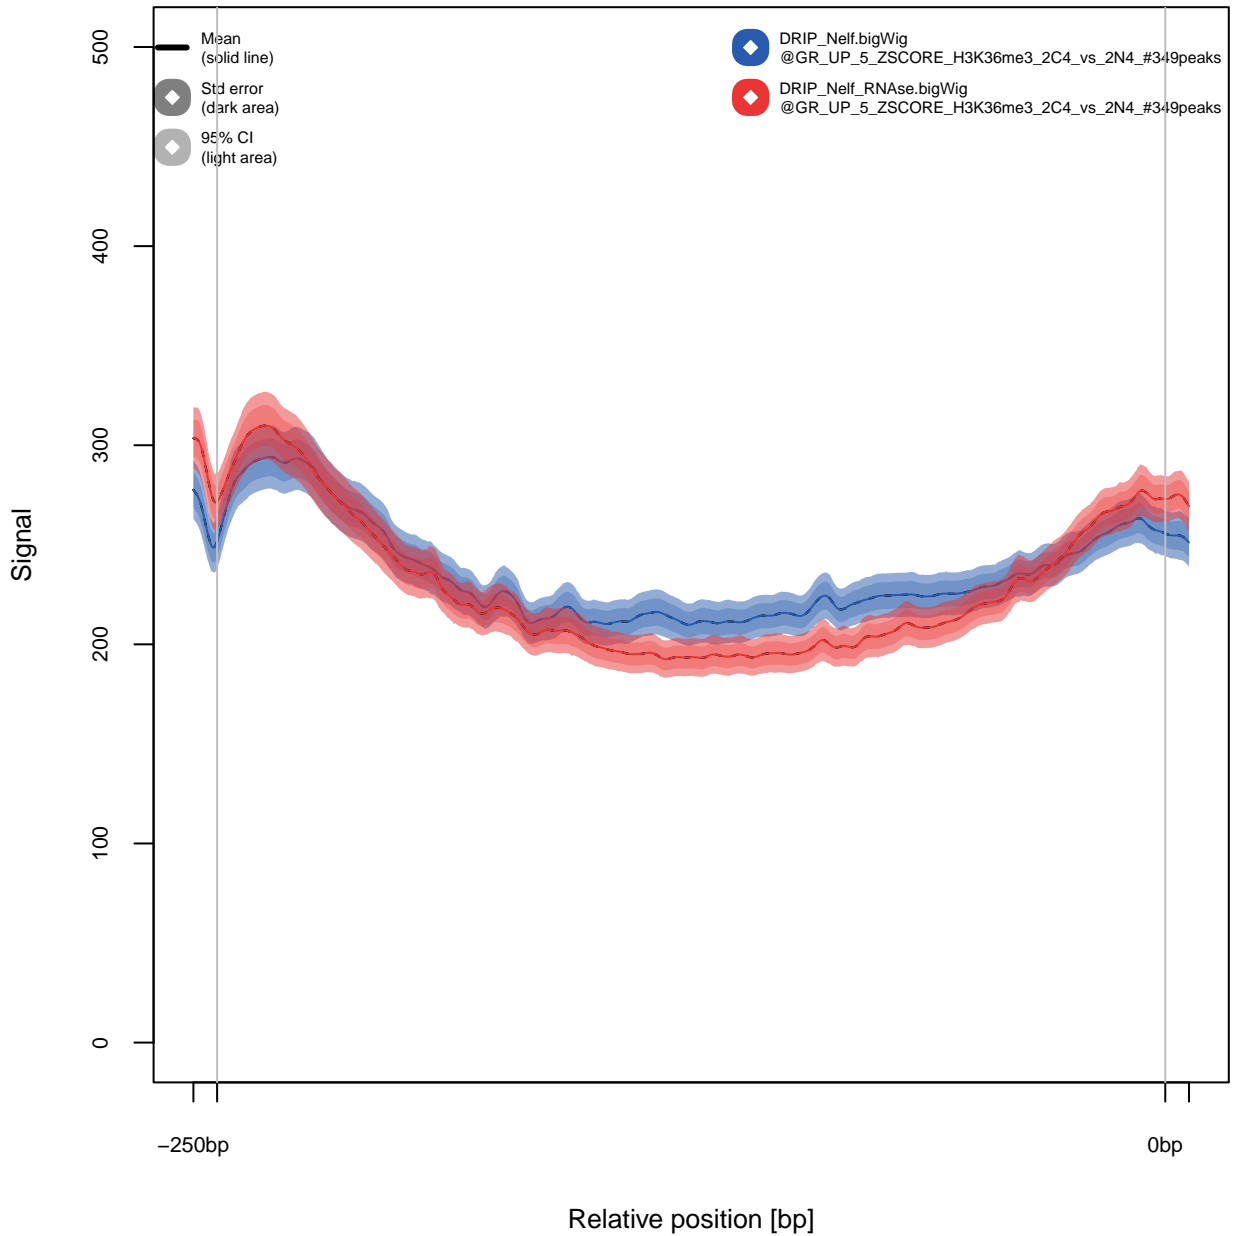 Mean
(solid line)
Std error
(dark area)
95% CI
(light area)
DRIP_Nelf.bigWig
@GR_UP_5_ZSCORE_H3K36me3_2C4_vs_2N4_#349peaks
DRIP_Nelf_RNAse.bigWig
@GR_UP_5_ZSCORE_H3K36me3_2C4_vs_2N4_#349peaks
500
400
300
200
100
0
Signal
−250bp
0bp
Relative position [bp]